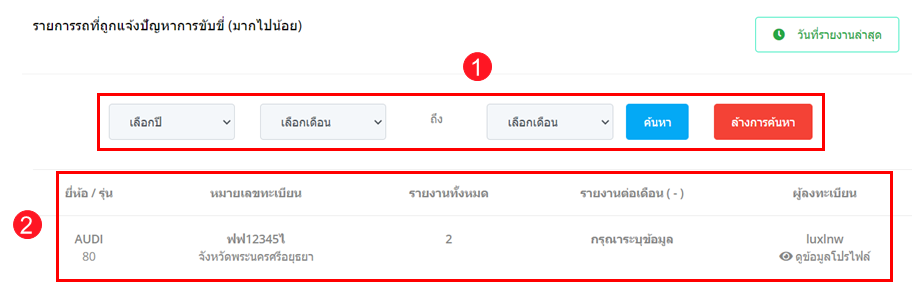 รายการรถที่ถูกแจ้งปัญหาการขับขี่ (มากไปน้อย)
วันที่รายงานล่าสุด
1
เลือกปี เลือกเดือน ถึง เลือกเดือน ค้นหา ล้างการค้นหา
2
ยี่ห้อ / รุ่น หมายเลขทะเบียน รายงานทั้งหมด รายงานต่อเดือน ( - ) ผู้ลงทะเบียน
AUDI ฟฟ12345ไ 2 กรุณาระบุข้อมูล luxlnw
80 จังหวัดพระนครศรีอยุธยา ดูข้อมูลโปรไฟล์